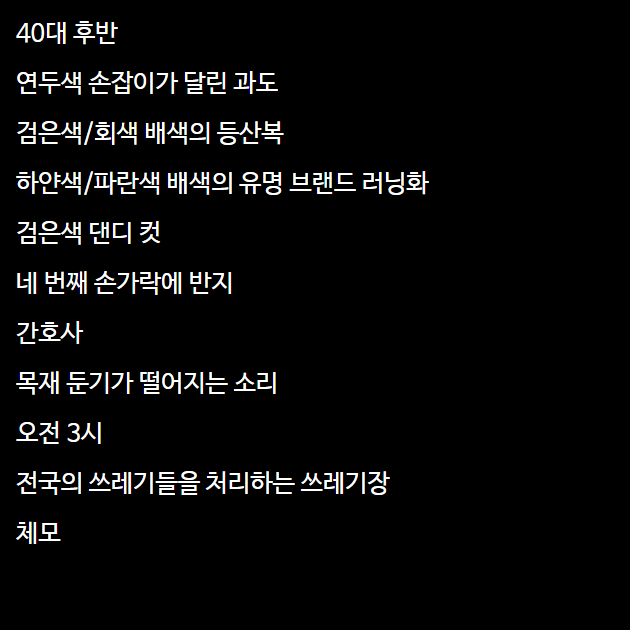 40대 후반
연두색 손잡이가 달린 과도
검은색/회색 배색의 등산복
하얀색/파란색 배색의 유명 브랜드 러닝화
검은색 댄디 컷
네 번째 손가락에 반지
간호사
목재 둔기가 떨어지는 소리
오전 3시
전국의 쓰레기들을 처리하는 쓰레기장
체모